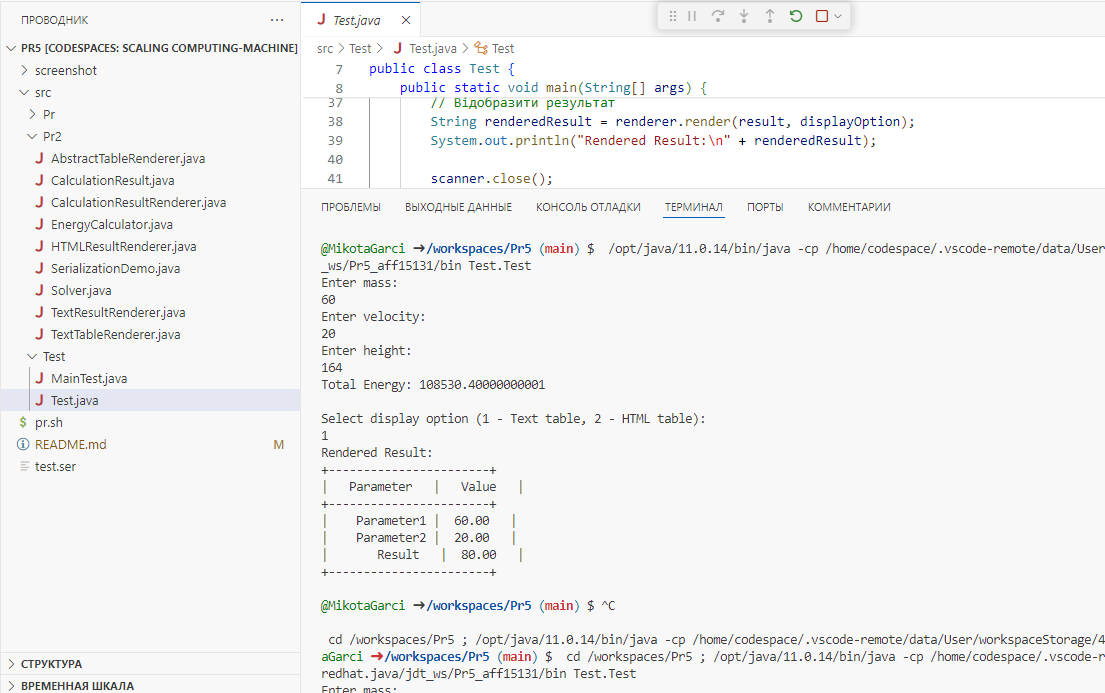 ПРОВОДНИК
PR5 [CODESPACES: SCALING COMPUTING-MACHINE]
screenshot
src
Pr
Pr2
J AbstractTableRenderer.java
J CalculationResult.java
J CalculationResultRenderer.java
J EnergyCalculator.java
J HTMLResultRenderer.java
J SerializationDemo.java
J Solver.java
J TextResultRenderer.java
J TextTableRenderer.java
Test
J MainTest.java
J Test.java
$ pr.sh
README.md M
test.ser
СТРУКТУРА
ВРЕМЕННАЯ ШКАЛА
J Test.java
src > Test > J Test.java > Test
7 public class Test {
8 public static void main(String[] args) {
37 // Відобразити результат
38 String renderedResult = renderer.render(result, displayOption);
39 System.out.println("Rendered Result:\n" + renderedResult);
40
41 scanner.close();
ПРОБЛЕМЫ ВЫХОДНЫЕ ДАННЫЕ КОНСОЛЬ ОТЛАДКИ ТЕРМИНАЛ ПОРТЫ КОММЕНТАРИИ
@MikotaGarci ➜/workspaces/Pr5 (main) $  /opt/java/11.0.14/bin/java -cp /home/codespace/.vscode-remote/data/User
_ws/Pr5_aff15131/bin Test.Test
Enter mass:
60
Enter velocity:
20
Enter height:
164
Total Energy: 108530.40000000001
Select display option (1 - Text table, 2 - HTML table):
1
Rendered Result:
+-----------------------+
|   Parameter   |   Value   |
+-----------------------+
|    Parameter1 |  60.00   |
|    Parameter2 |  20.00   |
|       Result   |  80.00   |
+-----------------------+
@MikotaGarci ➜/workspaces/Pr5 (main) $ ^C
cd /workspaces/Pr5 ; /opt/java/11.0.14/bin/java -cp /home/codespace/.vscode-remote/data/User/workspaceStorage/4
aGarci ➜/workspaces/Pr5 (main) $  cd /workspaces/Pr5 ; /opt/java/11.0.14/bin/java -cp /home/codespace/.vscode-r
redhat.java/jdt_ws/Pr5_aff15131/bin Test.Test
Enter mass: